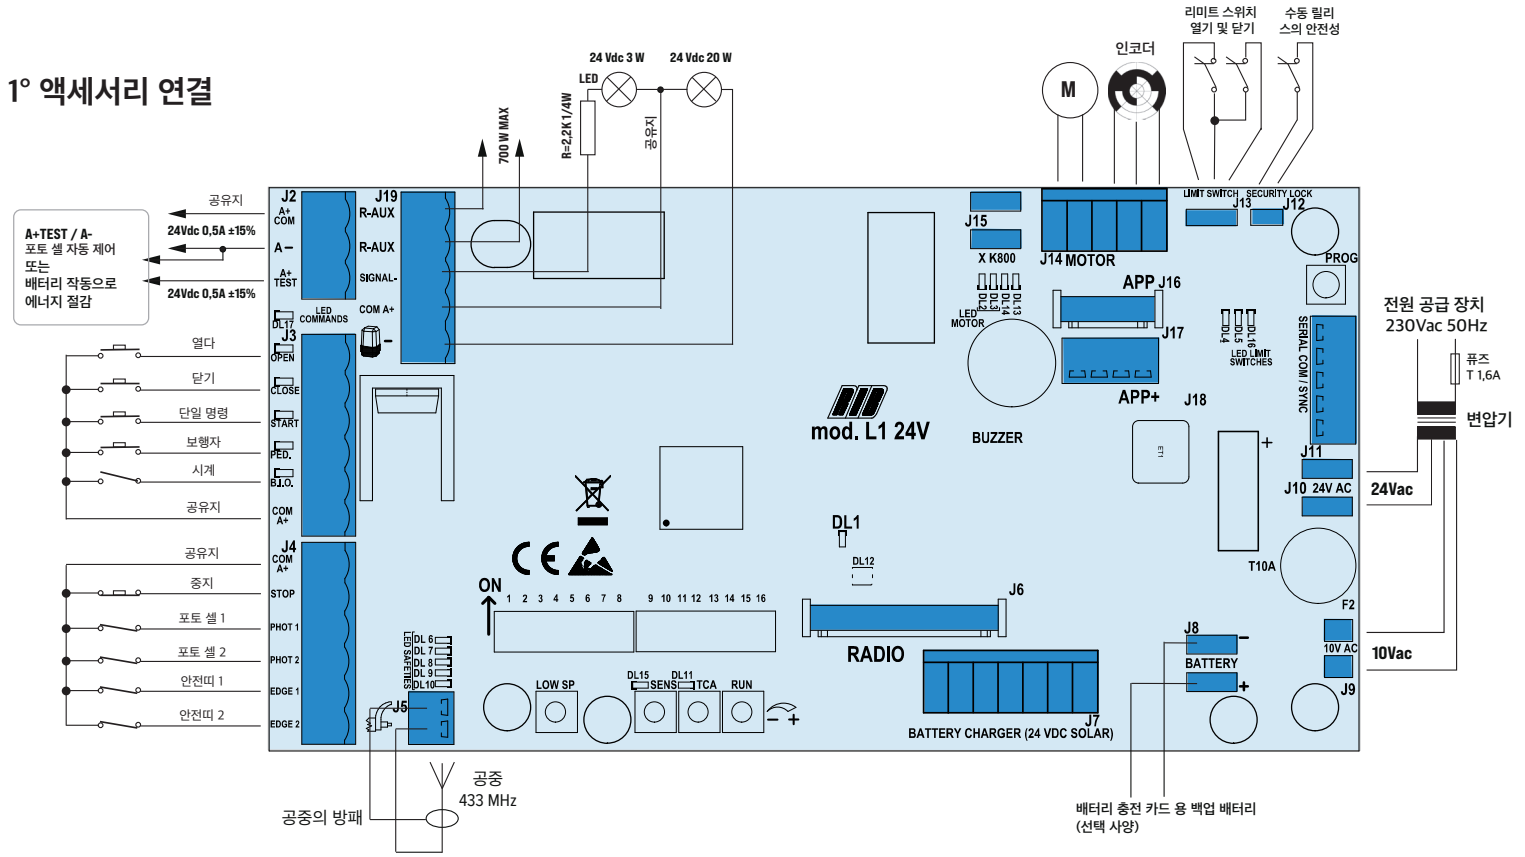 1° 액세서리 연결
리미트 스위치
열기 및 닫기
수동 릴리
스의 안전성
인코더
M
24 Vdc 3 W
24 Vdc 20 W
LED
R=2,2K 1/4W
공유지
700 W MAX
공유지
24Vdc 0,5A ±15%
24Vdc 0,5A ±15%
A+TEST / A-
포토 셀 자동 제어
또는
배터리 작동으로
에너지 절감
J2
A+
COM
A-
A+
TEST
J19
R-AUX
R-AUX
SIGNAL-
COM A+
-
LED
COMMANDS
DL17
J3
열다
OPEN
닫기
CLOSE
단일 명령
START
보행자
PED.
시계
B.I.O.
공유지
COM
A+
J4
공유지
COM
A+
중지
STOP
포토 셀 1
PHOT 1
포토 셀 2
PHOT 2
안전띠 1
EDGE 1
안전띠 2
EDGE 2
J15
X K800
J14 MOTOR
LIMIT SWITCH
J13
SECURITY LOCK
J12
PROG
DL2
DL3
DL14
DL13
LED
MOTOR
APP J16
J17
APP+
DL4
DL5
DL16
LED LIMIT
SWITCHES
SERIAL COM / SYNC
전원 공급 장치
230Vac 50Hz
퓨즈
T 1,6A
변압기
mod. L1 24V
BUZZER
J18
ET1
+
J11
J10 24V AC
24Vac
DL1
DL12
T10A
F2
10V AC
J9
10Vac
ON
1 2 3 4 5 6 7 8
9 10 11 12 13 14 15 16
J6
RADIO
J8
-
BATTERY
+
LED SAFETIES
DL 6
DL 7
DL 8
DL 9
DL10
J5
LOW SP
DL15
SENS
DL11
TCA
RUN
- +
J7
BATTERY CHARGER (24 VDC SOLAR)
공중
433 MHz
공중의 방패
배터리 충전 카드 용 백업 배터리
(선택 사양)